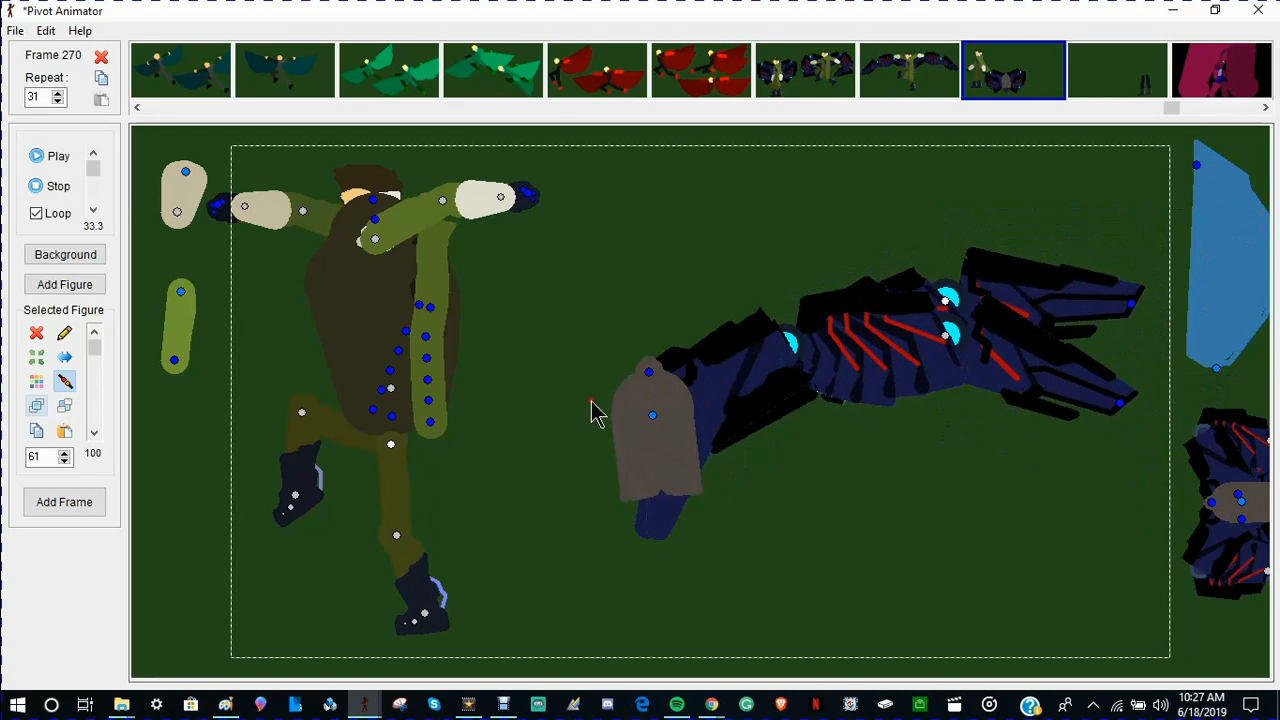 *Pivot Animator
File Edit Help
Frame 270
Repeat :
31
Play
Stop
Loop
33.3
Background
Add Figure
Selected Figure
61
100
Add Frame
10:27 AM
6/18/2019